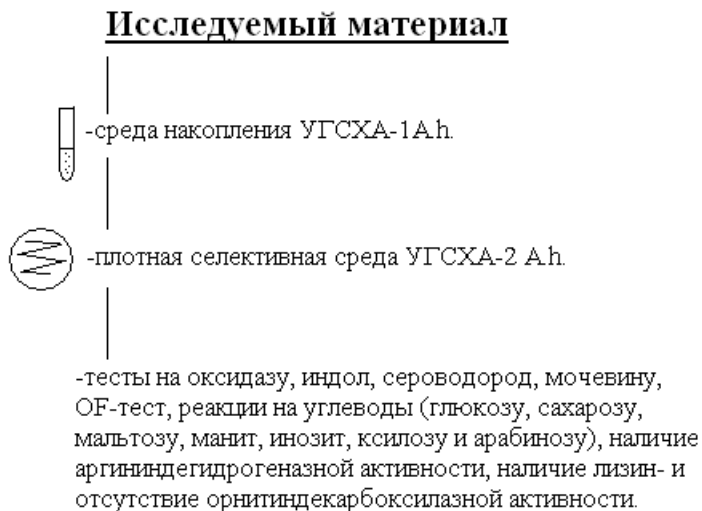 Исследуемый материал
-среда накопления УГСХА-1А.h.
-плотная селективная среда УГСХА-2 А.h.
-тесты на оксидазу, индол, сероводород, мочевину,
OF-тест, реакции на углеводы (глюкозу, сахарозу,
мальтозу, манит, инозит, ксилозу и арабинозу), наличие
аргининдегидрогеназной активности, наличие лизин- и
отсутствие орнитиндекарбоксилазной активности.